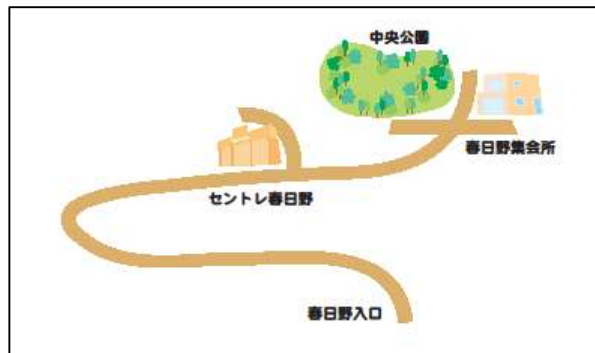 中央公園
春日野集会所
セントレ春日野
春日野入口